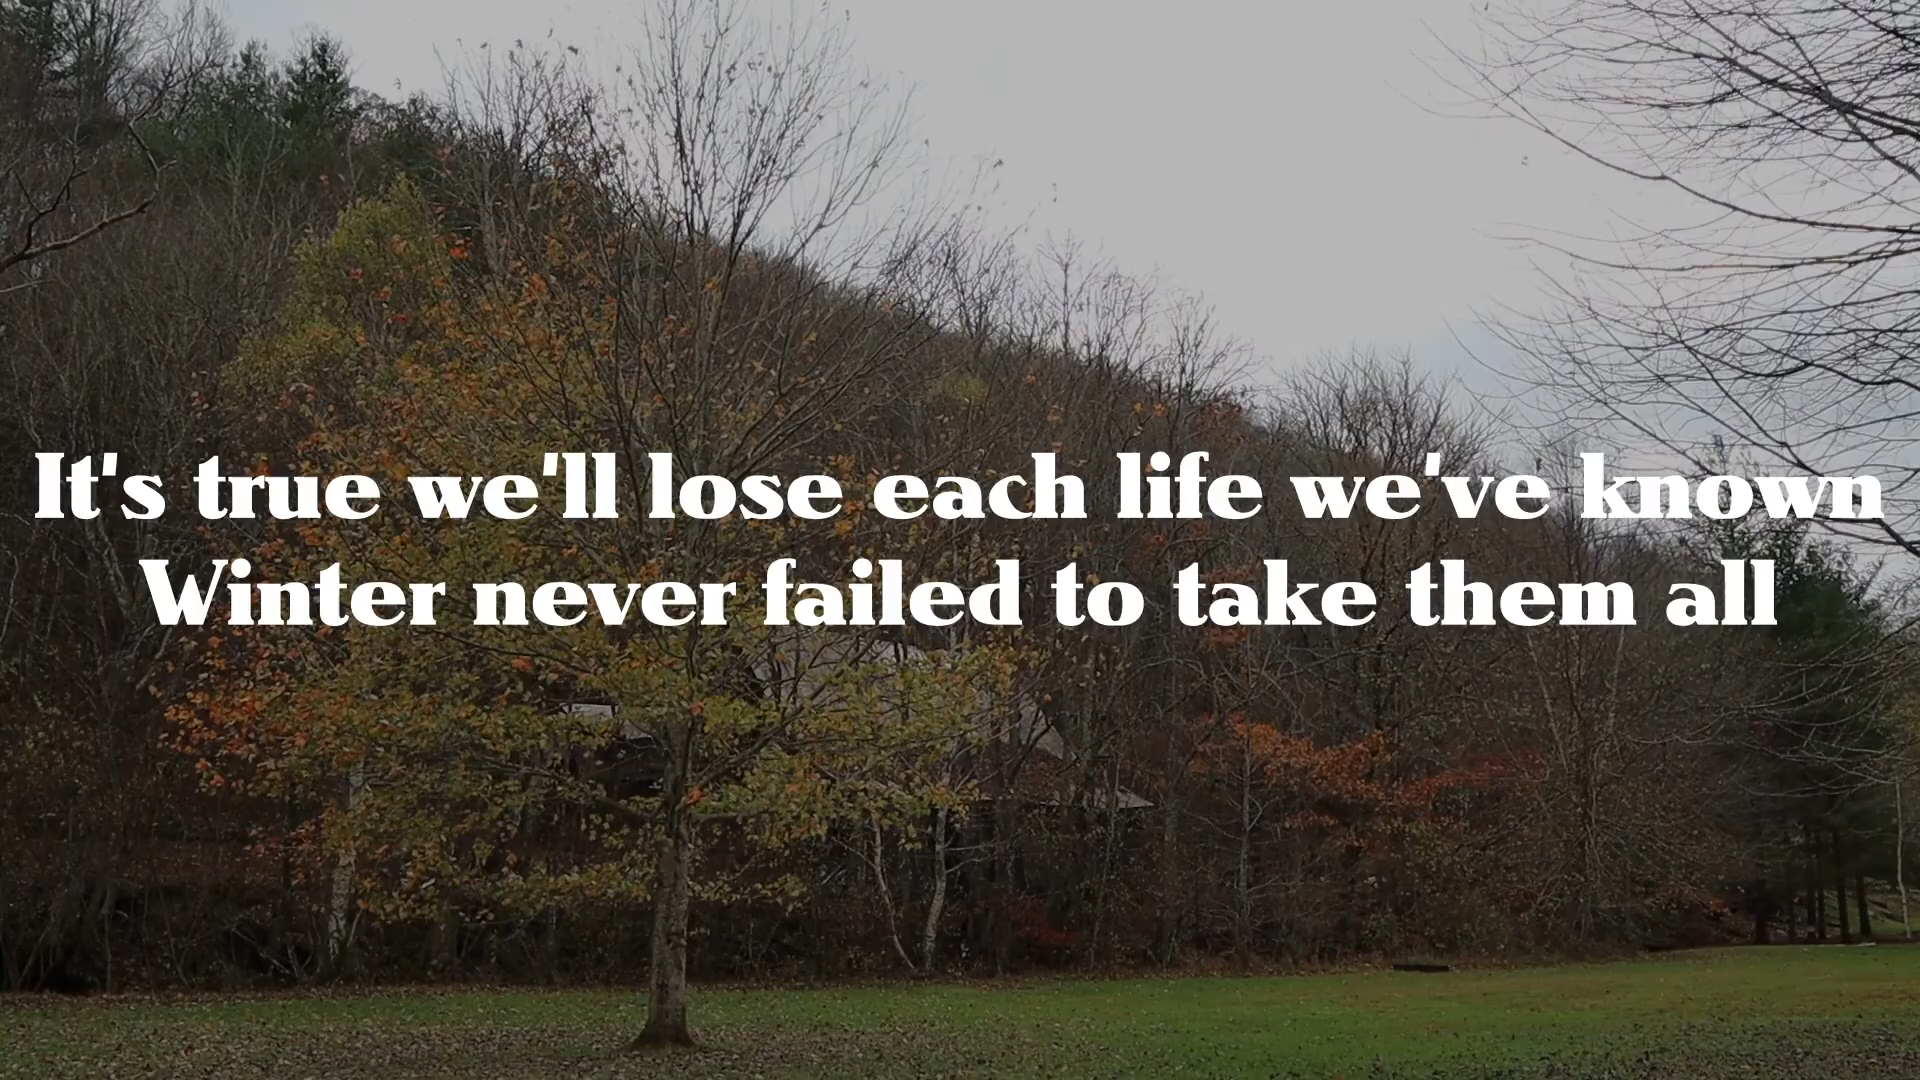 It's true we'll lose each life we've known
Winter never failed to take them all